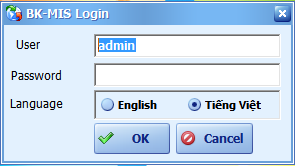 BK-MIS Login
User admin
Password
Language English Tiếng Việt
OK Cancel